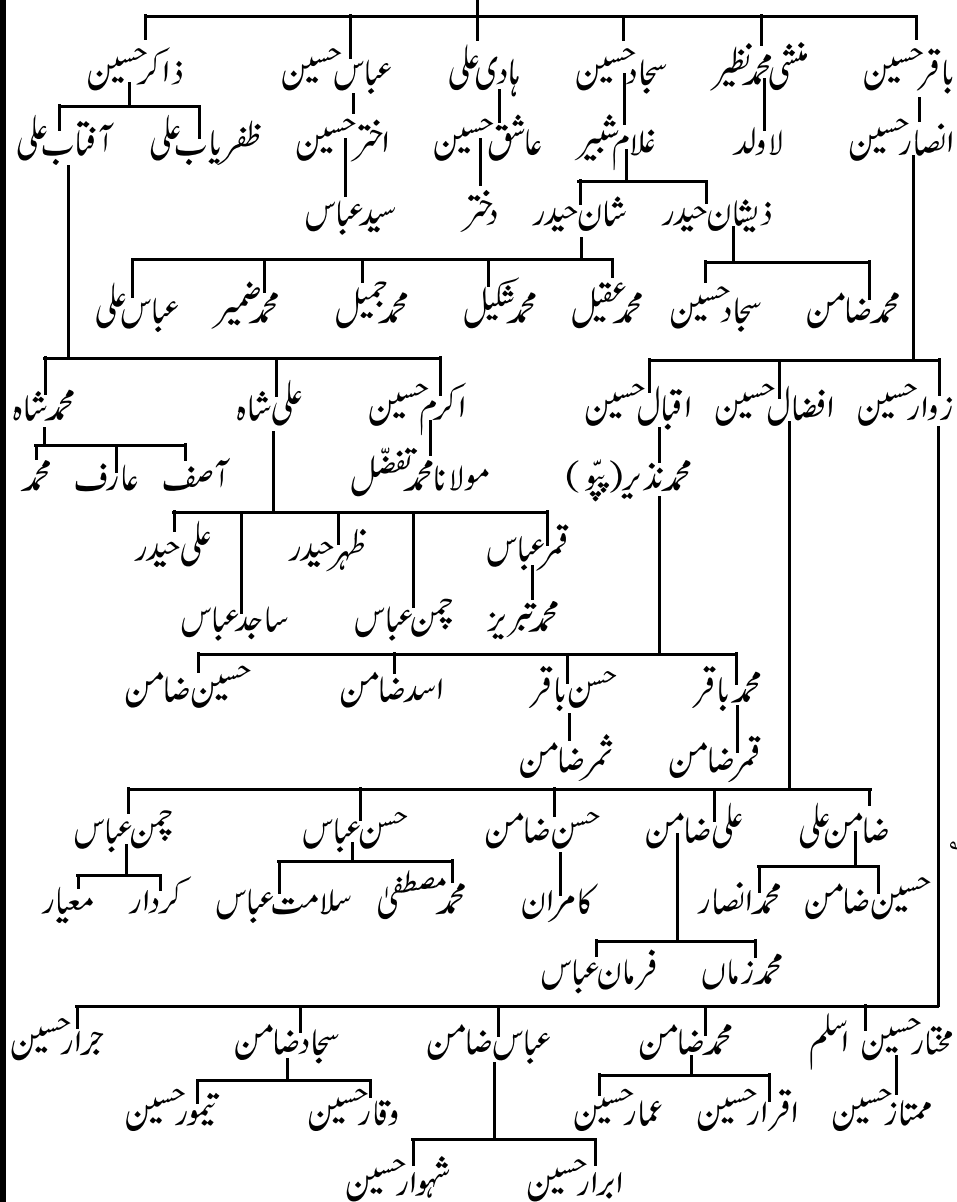 باقر حسین منشی محمد نظیر سجاد حسین ہادی علی عباس حسین ذاکر حسین
انصار حسین لاولد غلام شبیر عاشق حسین اختر حسین ظفریاب علی آفتاب علی
ذیشان حیدر شان حیدر دختر سید عباس
محمد ضامن سجاد حسین محمد عقیل محمد شکیل محمد جمیل محمد ضمیر عباس علی
زوار حسین افضال حسین اقبال حسین اکرم حسین علی شاہ محمد شاہ
محمد نذیر (پپّو) مولانا محمد تفضّل آصف عارف محمد
قمر عباس ظہر حیدر علی حیدر
محمد تبریز چمن عباس ساجد عباس
محمد باقر حسن باقر اسد ضامن حسین ضامن
قمر ضامن ثمر ضامن
ضامن علی علی ضامن حسن ضامن حسن عباس چمن عباس
حسین ضامن محمد انصار کامران محمد مصطفیٰ سلامت عباس کردار معیار
محمد زماں فرمان عباس
مختار حسین اسلم محمد ضامن عباس ضامن سجاد ضامن جرار حسین
ممتاز حسین اقرار حسین عمار حسین وقار حسین تیمور حسین
ابرار حسین شہوار حسین